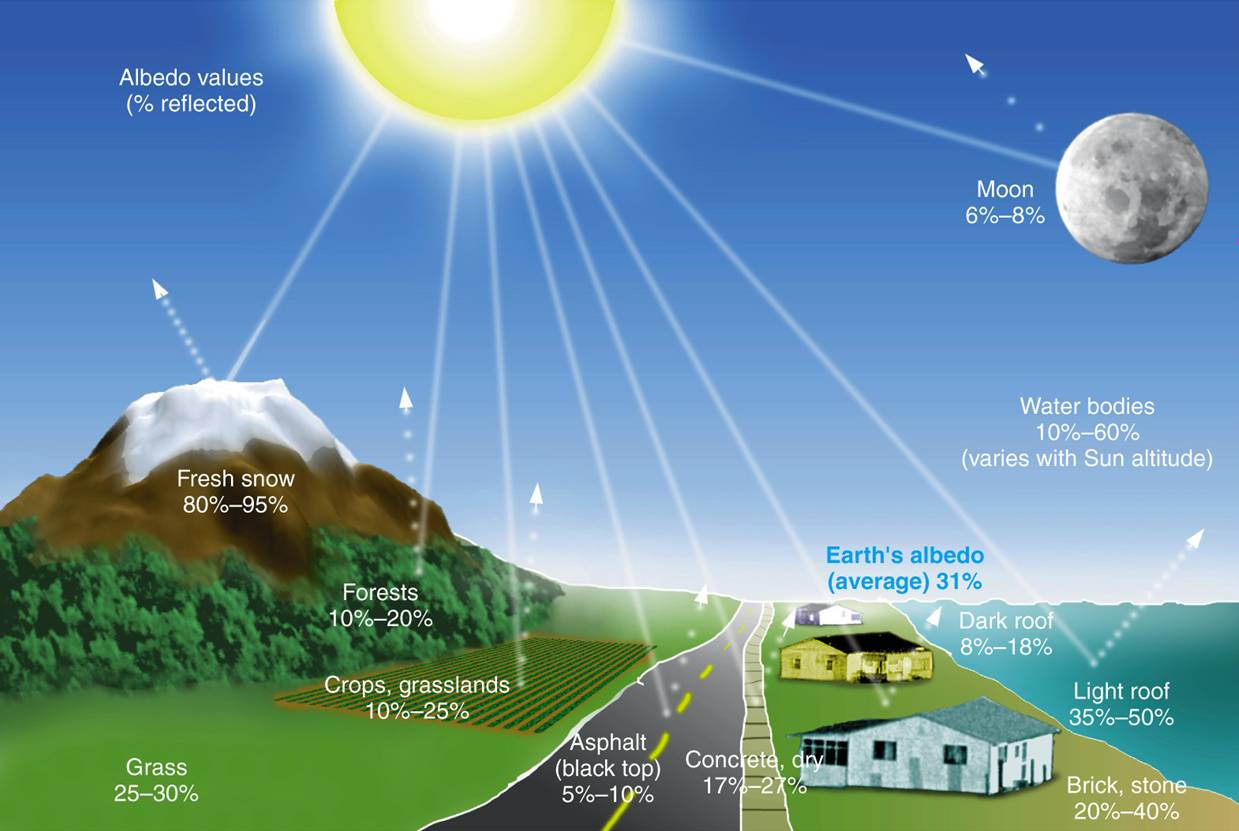 Albedo values
(% reflected)
Moon
6%–8%
Water bodies
10%–60%
(varies with Sun altitude)
Fresh snow
80%–95%
Earth's albedo
(average) 31%
Forests
10%–20%
Dark roof
8%–18%
Crops, grasslands
10%–25%
Light roof
35%–50%
Asphalt
(black top)
5%–10%
Concrete, dry
17%–27%
Grass
25–30%
Brick, stone
20%–40%